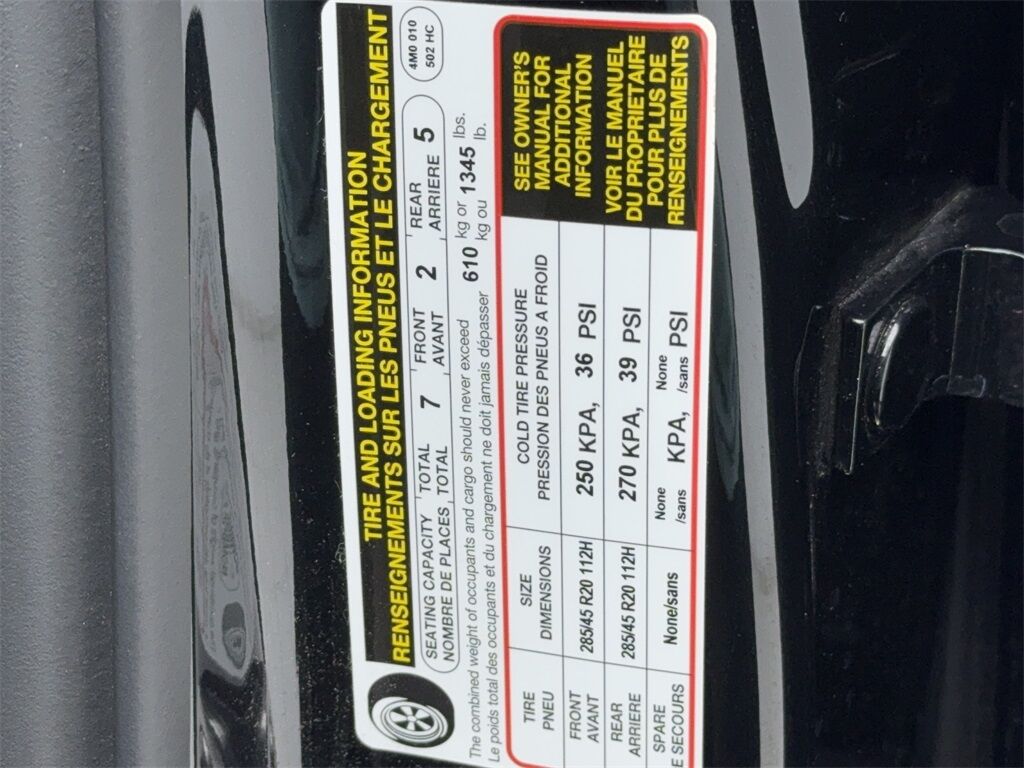 TIRE AND LOADING INFORMATION
RENSEIGNEMENTS SUR LES PNEUS ET LE CHARGEMENT
SEATING CAPACITY TOTAL 7 FRONT 2 REAR 5
NOMBRE DE PLACES TOTAL AVANT ARRIERE
4M0 010
502 HC
The combined weight of occupants and cargo should never exceed 610 kg or 1345 lbs.
Le poids total des occupants et du chargement ne doit jamais dépasser kg ou lb.
TIRE SIZE COLD TIRE PRESSURE
PNEU DIMENSIONS PRESSION DES PNEUS A FROID
FRONT
AVANT 285/45 R20 112H 250 KPA, 36 PSI
REAR
ARRIERE 285/45 R20 112H 270 KPA, 39 PSI
SPARE None None
E SECOURS None/sans /sans KPA, /sans PSI
SEE OWNER'S
MANUAL FOR
ADDITIONAL
INFORMATION
VOIR LE MANUEL
DU PROPRIETAIRE
POUR PLUS DE
RENSEIGNEMENTS